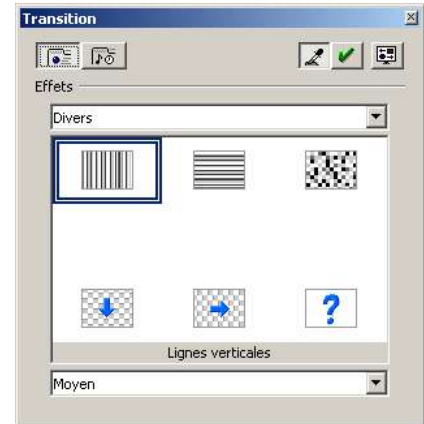 Transition
Effets
Divers
?
Lignes verticales
Moyen